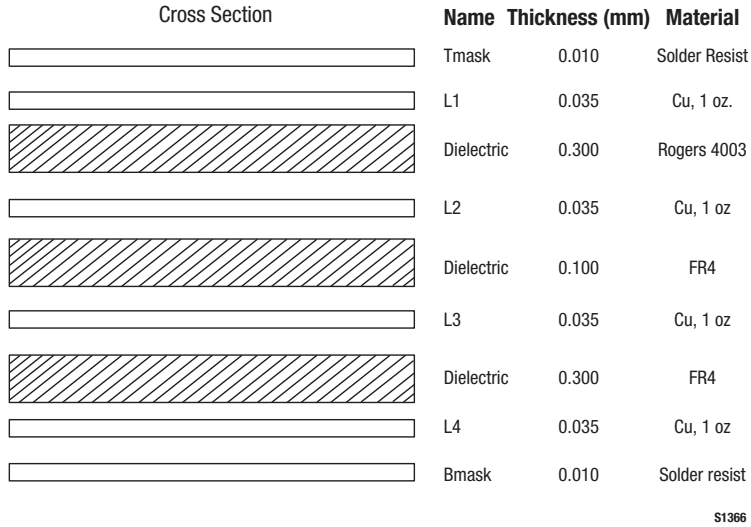 Cross Section Name Thickness (mm) Material
Tmask 0.010 Solder Resist
L1 0.035 Cu, 1 oz.
Dielectric 0.300 Rogers 4003
L2 0.035 Cu, 1 oz
Dielectric 0.100 FR4
L3 0.035 Cu, 1 oz
Dielectric 0.300 FR4
L4 0.035 Cu, 1 oz
Bmask 0.010 Solder resist
S1366